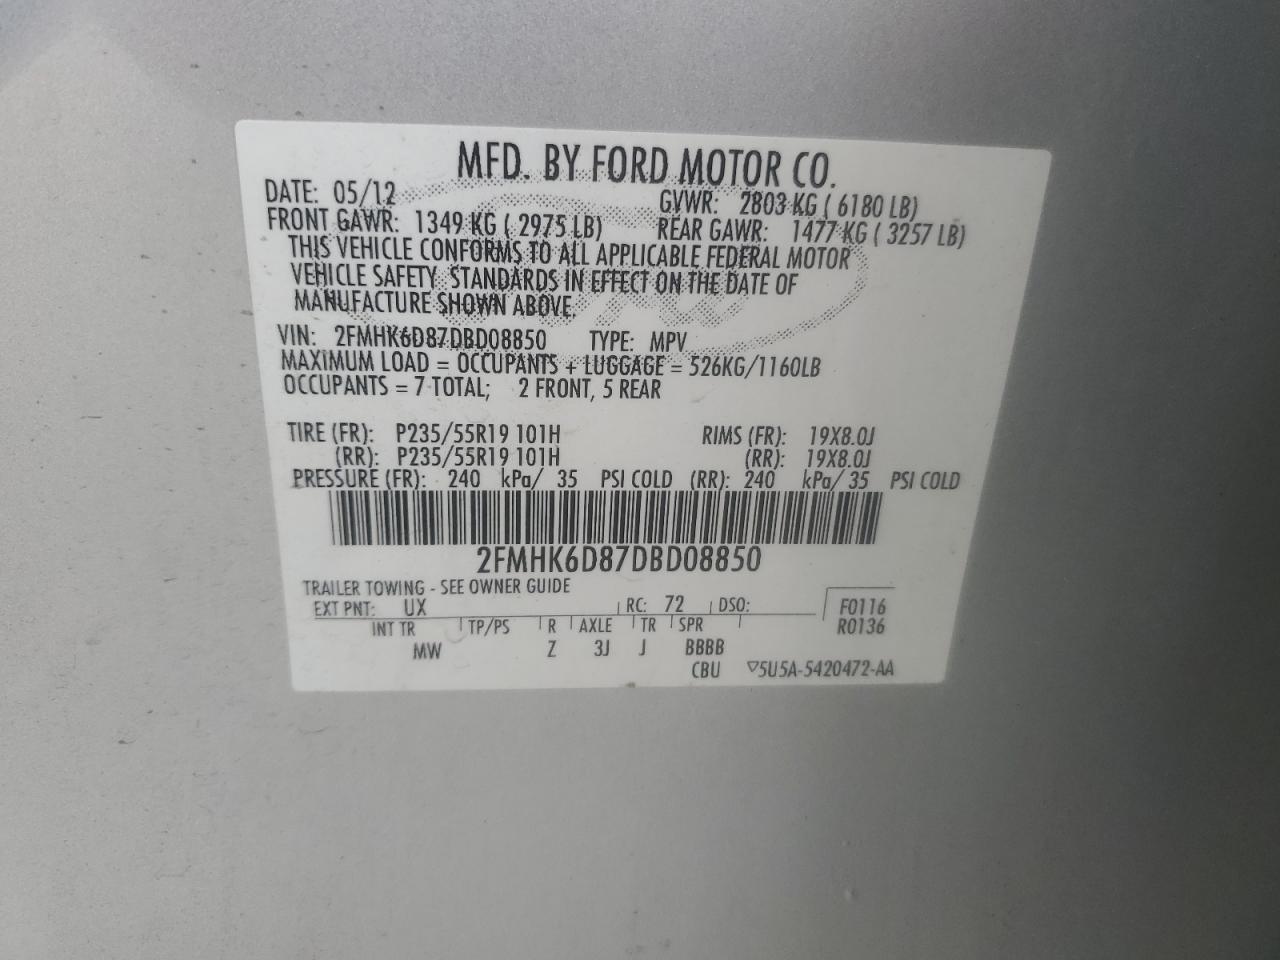 MFD. BY FORD MOTOR CO.
DATE: 05/12 GVWR: 2803 KG ( 6180 LB)
FRONT GAWR: 1349 KG ( 2975 LB) REAR GAWR: 1477 KG ( 3257 LB)
THIS VEHICLE CONFORMS TO ALL APPLICABLE FEDERAL MOTOR
VEHICLE SAFETY STANDARDS IN EFFECT ON THE DATE OF
MANUFACTURE SHOWN ABOVE.
VIN: 2FMHK6D87DBD08850 TYPE: MPV
MAXIMUM LOAD = OCCUPANTS + LUGGAGE = 526KG/1160LB
OCCUPANTS = 7 TOTAL; 2 FRONT, 5 REAR
TIRE (FR): P235/55R19 101H RIMS (FR): 19X8.0J
(RR): P235/55R19 101H (RR): 19X8.0J
PRESSURE (FR): 240 kPa/ 35 PSI COLD (RR): 240 kPa/ 35 PSI COLD
2FMHK6D87DBD08850
TRAILER TOWING - SEE OWNER GUIDE
EXT PNT: UX RC: 72 DSO: F0116
INT TR TP/PS R AXLE TR SPR R0136
MW Z 3J J BBBB
CBU ▽5U5A-5420472-AA